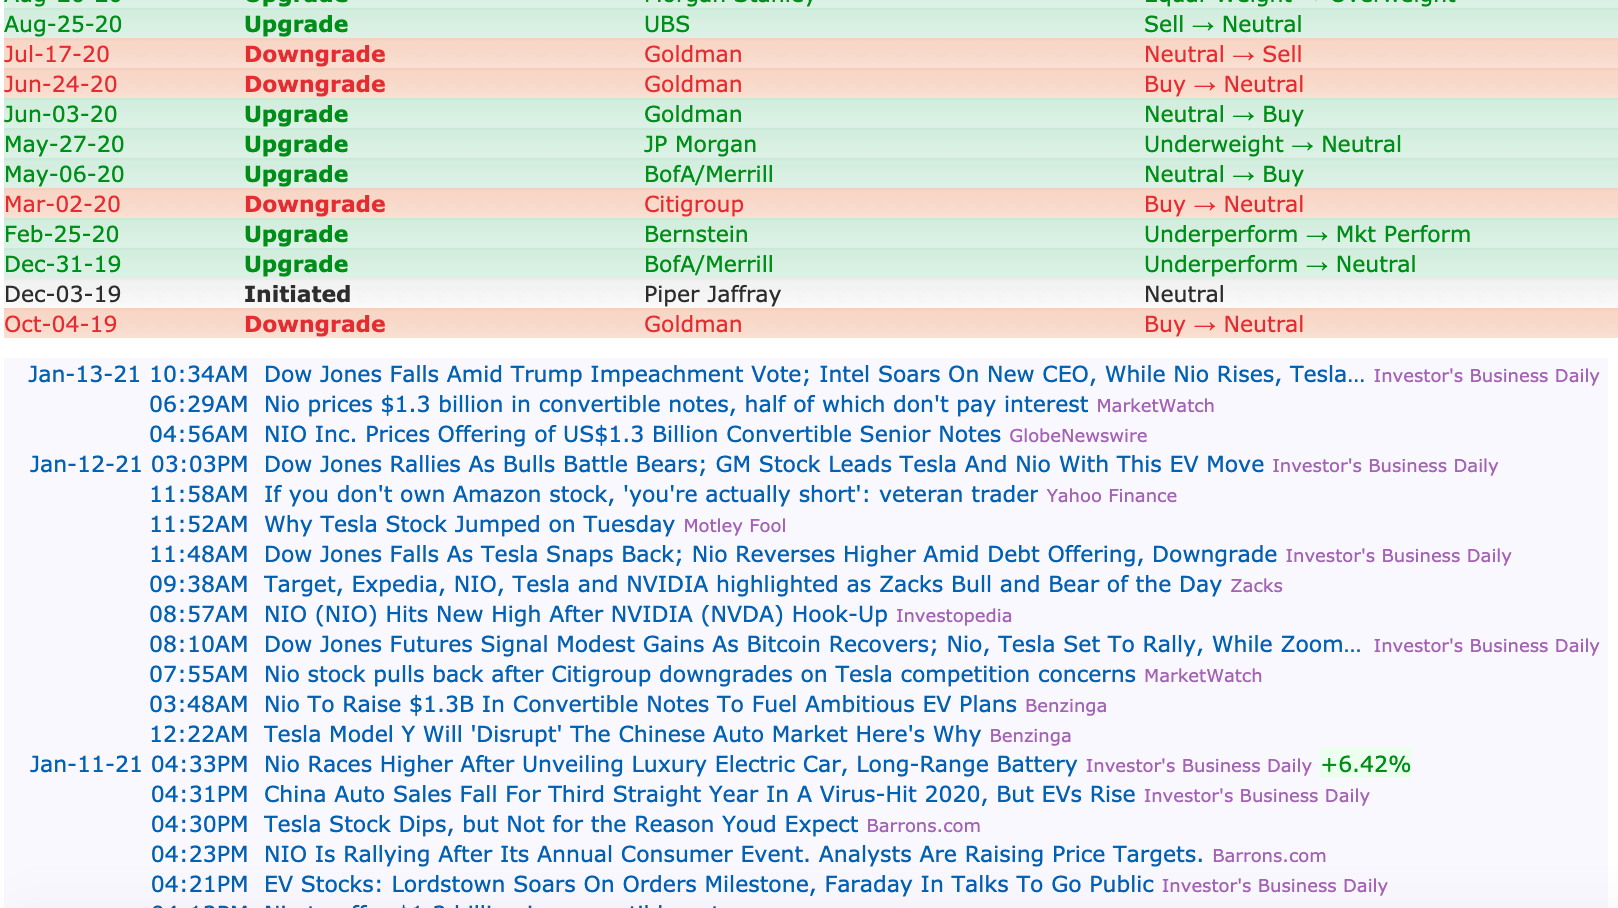 Aug-25-20 Upgrade UBS Sell → Neutral
Jul-17-20 Downgrade Goldman Neutral → Sell
Jun-24-20 Downgrade Goldman Buy → Neutral
Jun-03-20 Upgrade Goldman Neutral → Buy
May-27-20 Upgrade JP Morgan Underweight → Neutral
May-06-20 Upgrade BofA/Merrill Neutral → Buy
Mar-02-20 Downgrade Citigroup Buy → Neutral
Feb-25-20 Upgrade Bernstein Underperform → Mkt Perform
Dec-31-19 Upgrade BofA/Merrill Underperform → Neutral
Dec-03-19 Initiated Piper Jaffray Neutral
Oct-04-19 Downgrade Goldman Buy → Neutral
Jan-13-21 10:34AM Dow Jones Falls Amid Trump Impeachment Vote; Intel Soars On New CEO, While Nio Rises, Tesla... Investor's Business Daily
06:29AM Nio prices $1.3 billion in convertible notes, half of which don't pay interest MarketWatch
04:56AM NIO Inc. Prices Offering of US$1.3 Billion Convertible Senior Notes GlobeNewswire
Jan-12-21 03:03PM Dow Jones Rallies As Bulls Battle Bears; GM Stock Leads Tesla And Nio With This EV Move Investor's Business Daily
11:58AM If you don't own Amazon stock, 'you're actually short': veteran trader Yahoo Finance
11:52AM Why Tesla Stock Jumped on Tuesday Motley Fool
11:48AM Dow Jones Falls As Tesla Snaps Back; Nio Reverses Higher Amid Debt Offering, Downgrade Investor's Business Daily
09:38AM Target, Expedia, NIO, Tesla and NVIDIA highlighted as Zacks Bull and Bear of the Day Zacks
08:57AM NIO (NIO) Hits New High After NVIDIA (NVDA) Hook-Up Investopedia
08:10AM Dow Jones Futures Signal Modest Gains As Bitcoin Recovers; Nio, Tesla Set To Rally, While Zoom... Investor's Business Daily
07:55AM Nio stock pulls back after Citigroup downgrades on Tesla competition concerns MarketWatch
03:48AM Nio To Raise $1.3B In Convertible Notes To Fuel Ambitious EV Plans Benzinga
12:22AM Tesla Model Y Will 'Disrupt' The Chinese Auto Market Here's Why Benzinga
Jan-11-21 04:33PM Nio Races Higher After Unveiling Luxury Electric Car, Long-Range Battery Investor's Business Daily +6.42%
04:31PM China Auto Sales Fall For Third Straight Year In A Virus-Hit 2020, But EVs Rise Investor's Business Daily
04:30PM Tesla Stock Dips, but Not for the Reason Youd Expect Barrons.com
04:23PM NIO Is Rallying After Its Annual Consumer Event. Analysts Are Raising Price Targets. Barrons.com
04:21PM EV Stocks: Lordstown Soars On Orders Milestone, Faraday In Talks To Go Public Investor's Business Daily